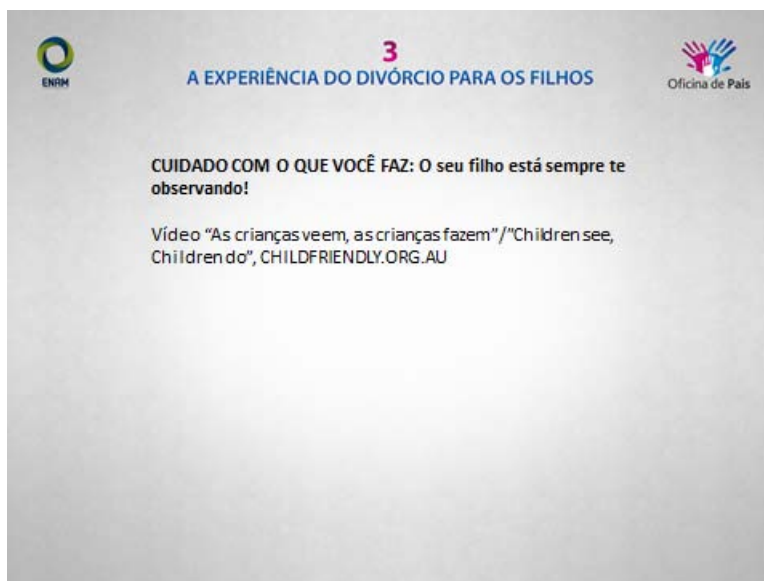 ENAM
3
A EXPERIÊNCIA DO DIVÓRCIO PARA OS FILHOS
Oficina de Pais
CUIDADO COM O QUE VOCÊ FAZ: O seu filho está sempre te
observando!
Vídeo "As crianças veem, as crianças fazem"/"Children see,
Children do", CHILDFRIENDLY.ORG.AU